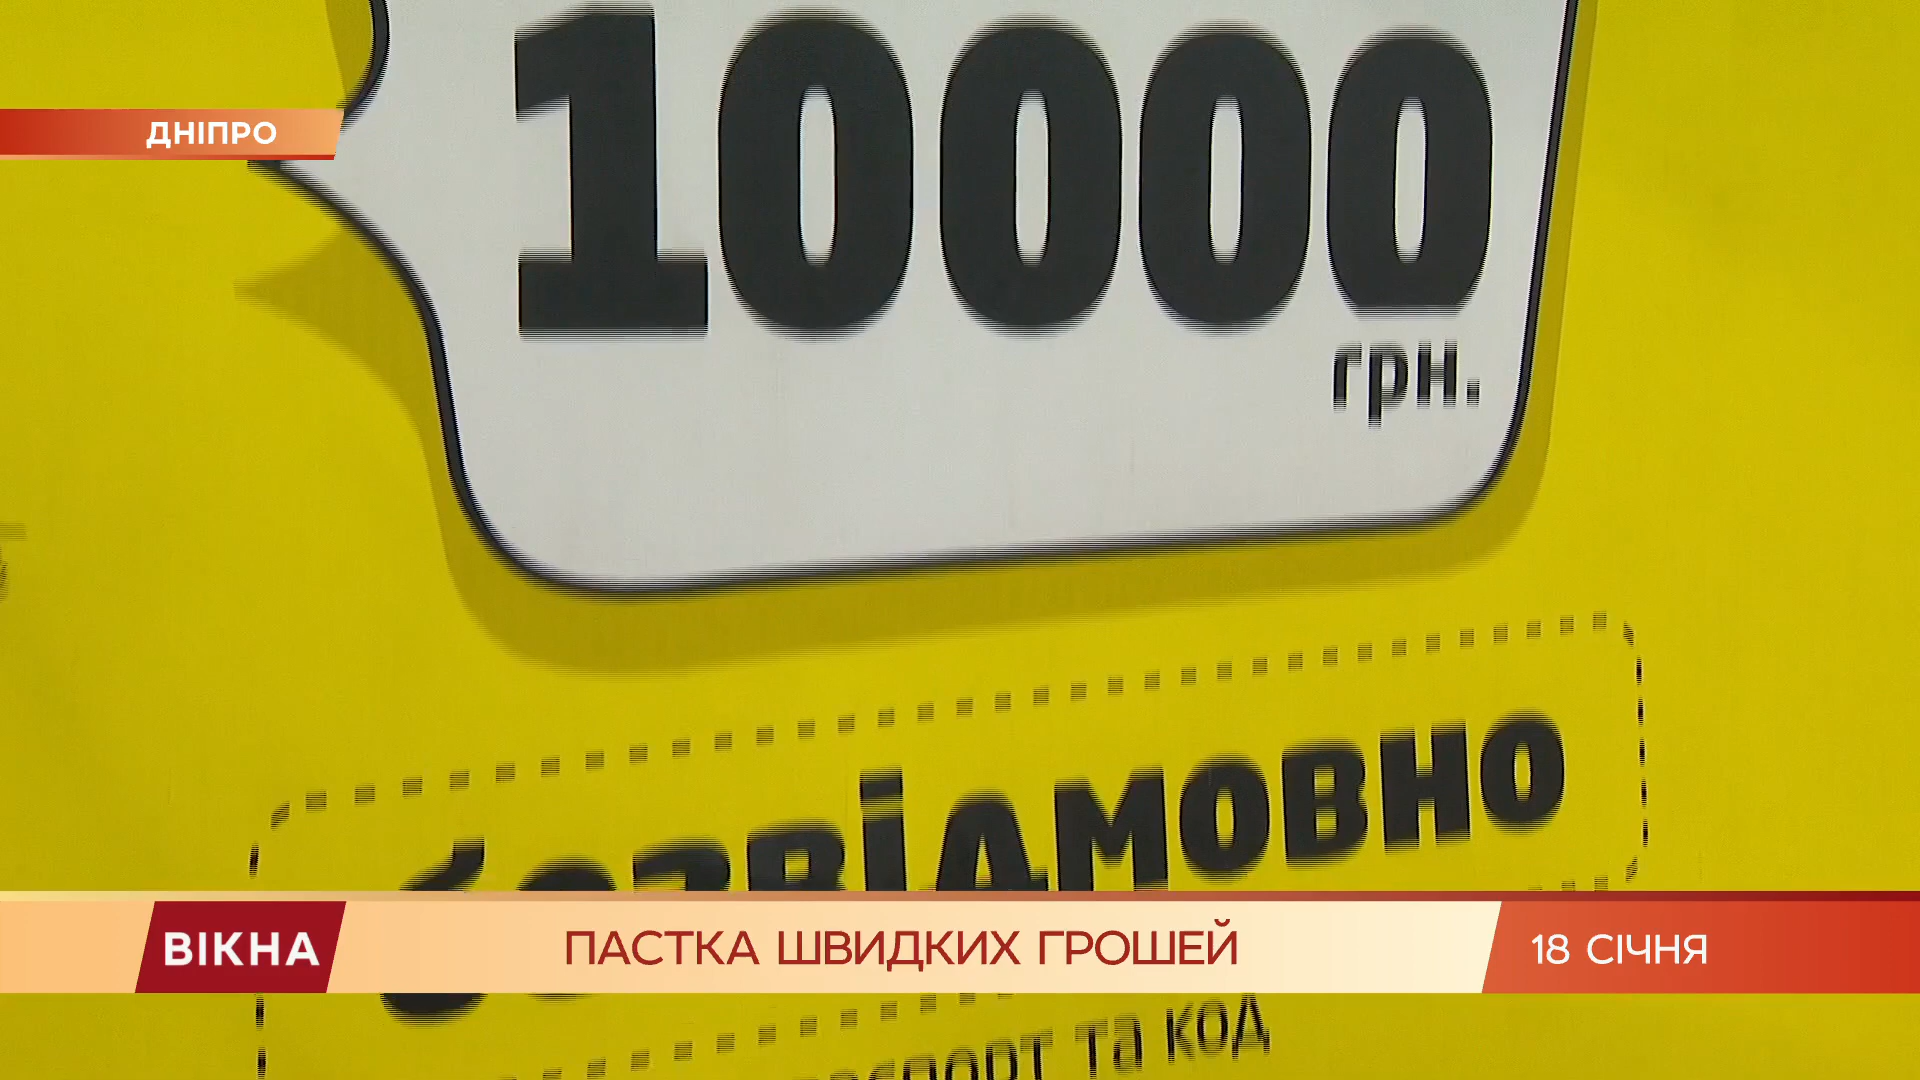 10000
ДНІПРО
грн.
безвідмовно
ВІКНА
ПАСТКА ШВИДКИХ ГРОШЕЙ
18 СІЧНЯ
паспорт та код